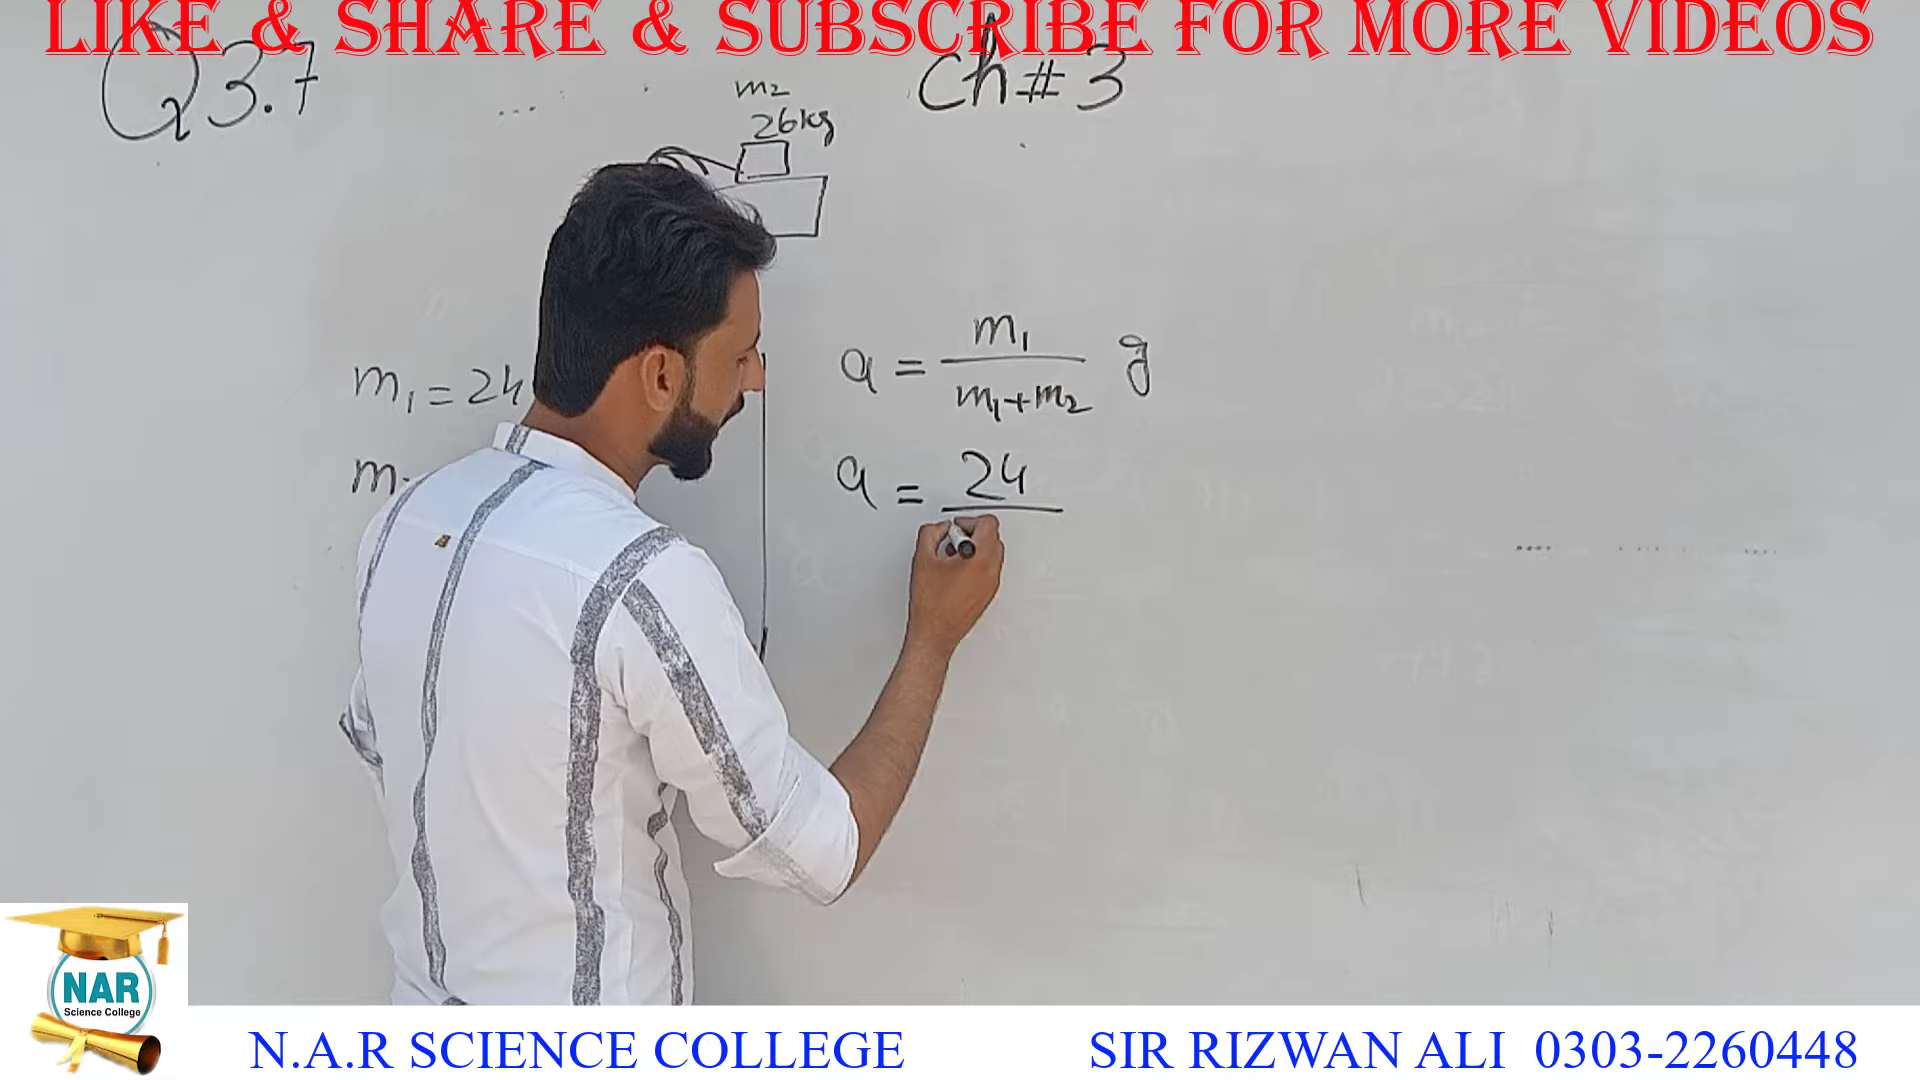 LIKE & SHARE & SUBSCRIBE FOR MORE VIDEOS
Q3.7
Ch#3
m2
26kg
m1 = 24
m
a = m1 / m1+m2 g
a = 24
NAR
Science College
N.A.R SCIENCE COLLEGE
SIR RIZWAN ALI 0303-2260448